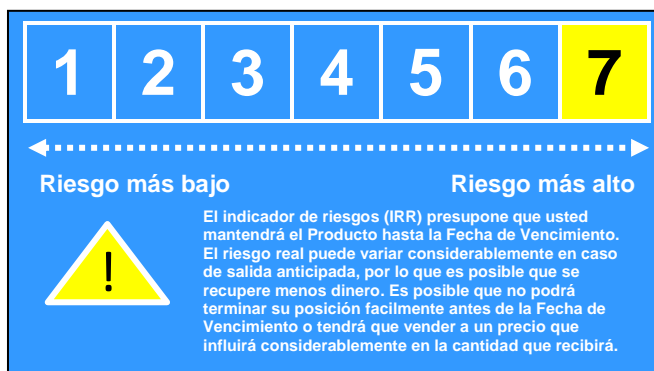 1 2 3 4 5 6 7
Riesgo más bajo Riesgo más alto
El indicador de riesgos (IRR) presupone que usted
mantendrá el Producto hasta la Fecha de Vencimiento.
El riesgo real puede variar considerablemente en caso
de salida anticipada, por lo que es posible que se
recupere menos dinero. Es posible que no podrá
terminar su posición facilmente antes de la Fecha de
Vencimiento o tendrá que vender a un precio que
influirá considerablemente en la cantidad que recibirá.
!